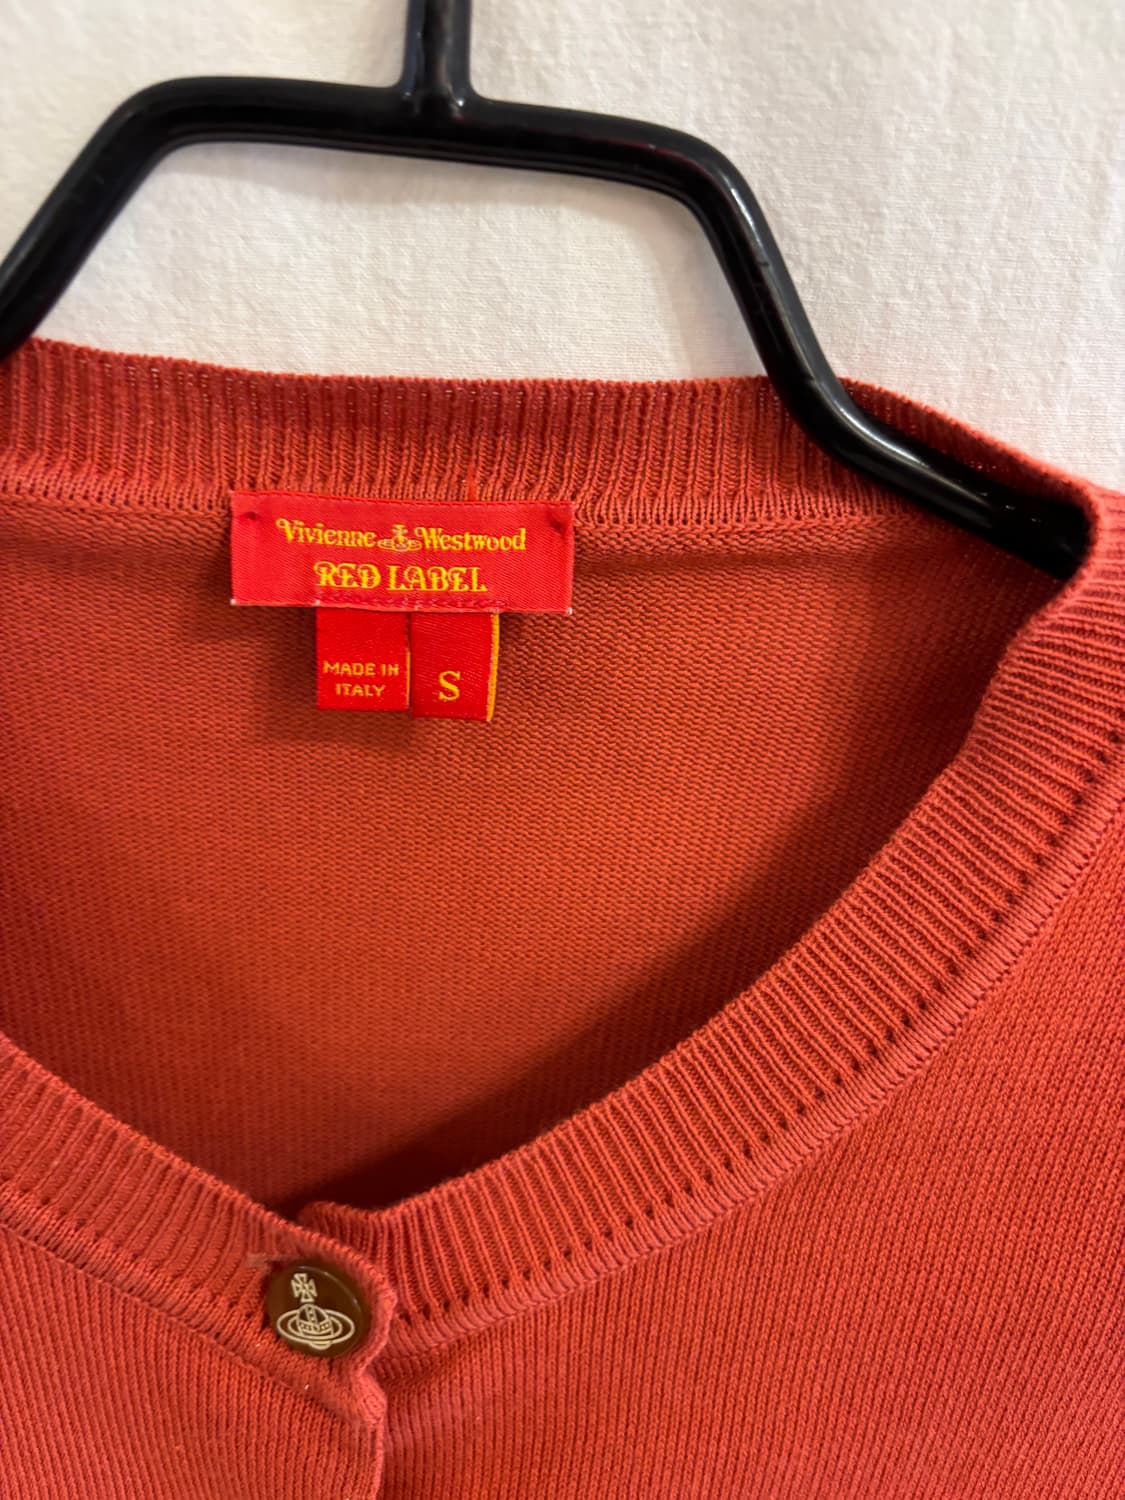 Vivienne Westwood
RED LABEL
MADE IN
ITALY
S